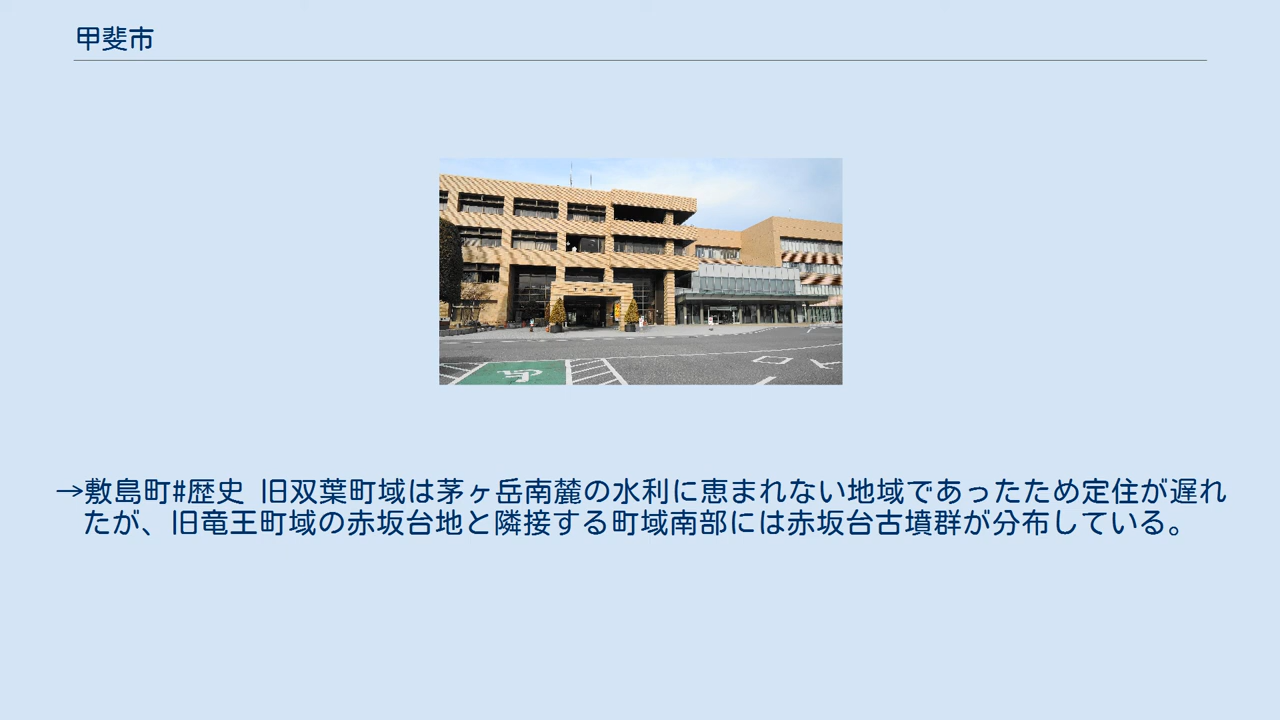 甲斐市
→敷島町#歴史 旧双葉町域は茅ヶ岳南麓の水利に恵まれない地域であったため定住が遅れ
たが、旧竜王町域の赤坂台地と隣接する町域南部には赤坂台古墳群が分布している。